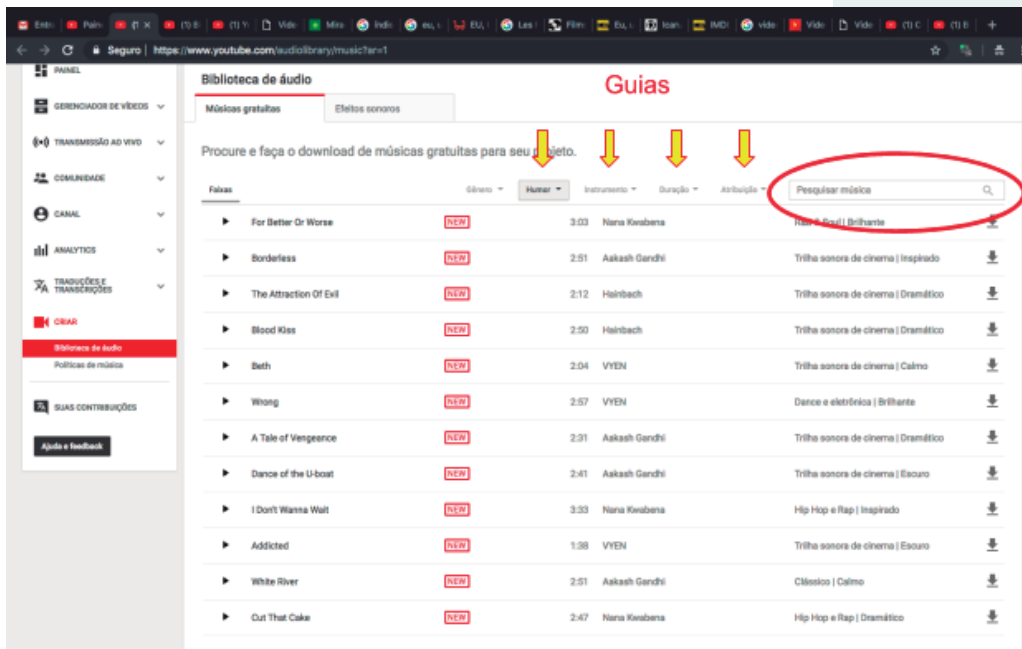 Seguro | https://www.youtube.com/audiolibrary/music?ar=1
PAINEL
GERENCIADOR DE VÍDEOS
TRANSMISSÃO AO VIVO
COMUNIDADE
CANAL
ANALYTICS
TRADUÇÕES E
TRANSCRIÇÕES
CRIAR
Biblioteca de áudio
Políticas de música
SUAS CONTRIBUIÇÕES
Ajuda e feedback
Biblioteca de áudio
Guias
Músicas gratuitas Efeitos sonoros
Procure e faça o download de músicas gratuitas para seu projeto.
Faixas Gênero Humor Instrumento Duração Atribuição Pesquisar música
For Better Or Worse NEW 3:03 Nana Kwabena R&B e Soul | Brilhante
Borderless NEW 2:51 Aakash Gandhi Trilha sonora de cinema | Inspirado
The Attraction Of Evil NEW 2:12 Hainbach Trilha sonora de cinema | Dramático
Blood Kiss NEW 2:50 Hainbach Trilha sonora de cinema | Dramático
Beth NEW 2:04 VYEN Trilha sonora de cinema | Calmo
Wrong NEW 2:57 VYEN Dance e eletrônica | Brilhante
A Tale of Vengeance NEW 2:31 Aakash Gandhi Trilha sonora de cinema | Dramático
Dance of the U-boat NEW 2:41 Aakash Gandhi Trilha sonora de cinema | Escuro
I Don't Wanna Wait NEW 3:33 Nana Kwabena Hip Hop e Rap | Inspirado
Addicted NEW 1:38 VYEN Trilha sonora de cinema | Escuro
White River NEW 2:51 Aakash Gandhi Clássico | Calmo
Cut That Cake NEW 2:47 Nana Kwabena Hip Hop e Rap | Dramático